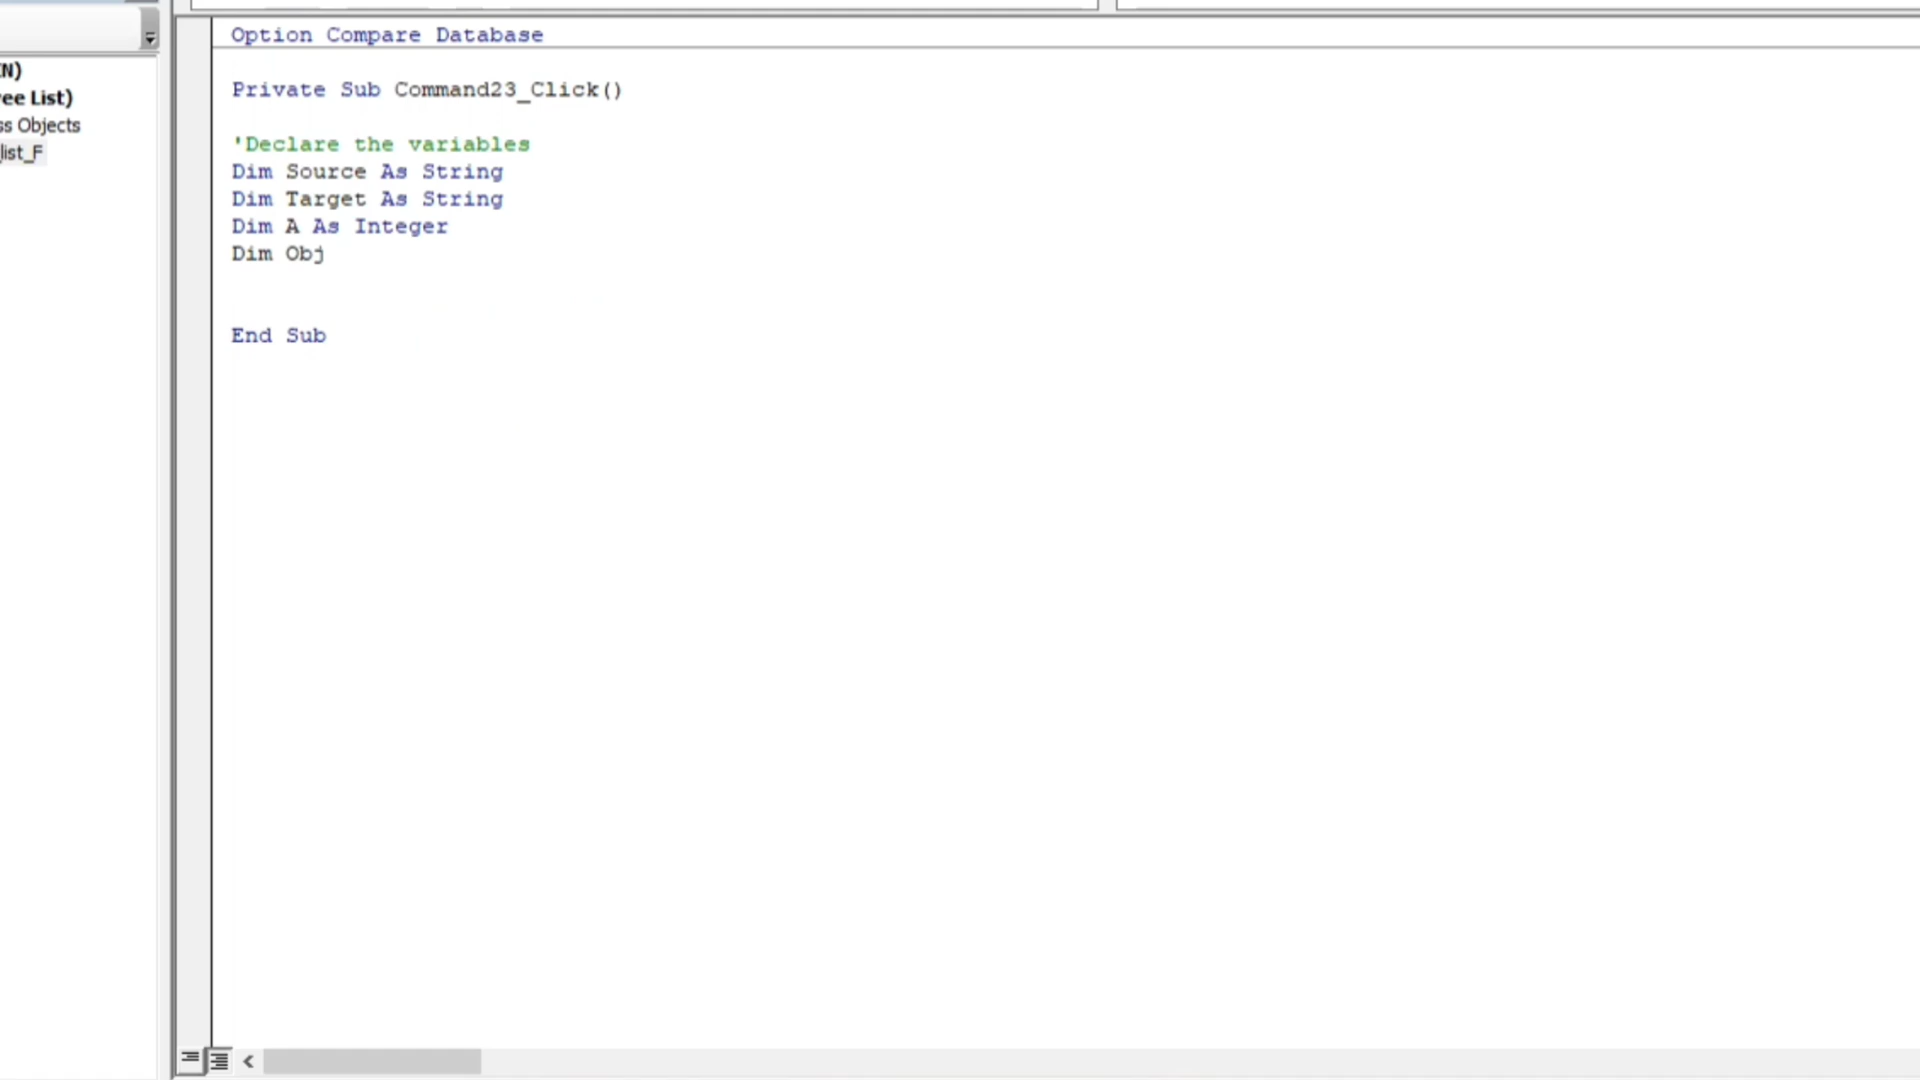 N)
ee List)
ss Objects
list_F
Option Compare Database
Private Sub Command23_Click()
'Declare the variables
Dim Source As String
Dim Target As String
Dim A As Integer
Dim Obj
End Sub